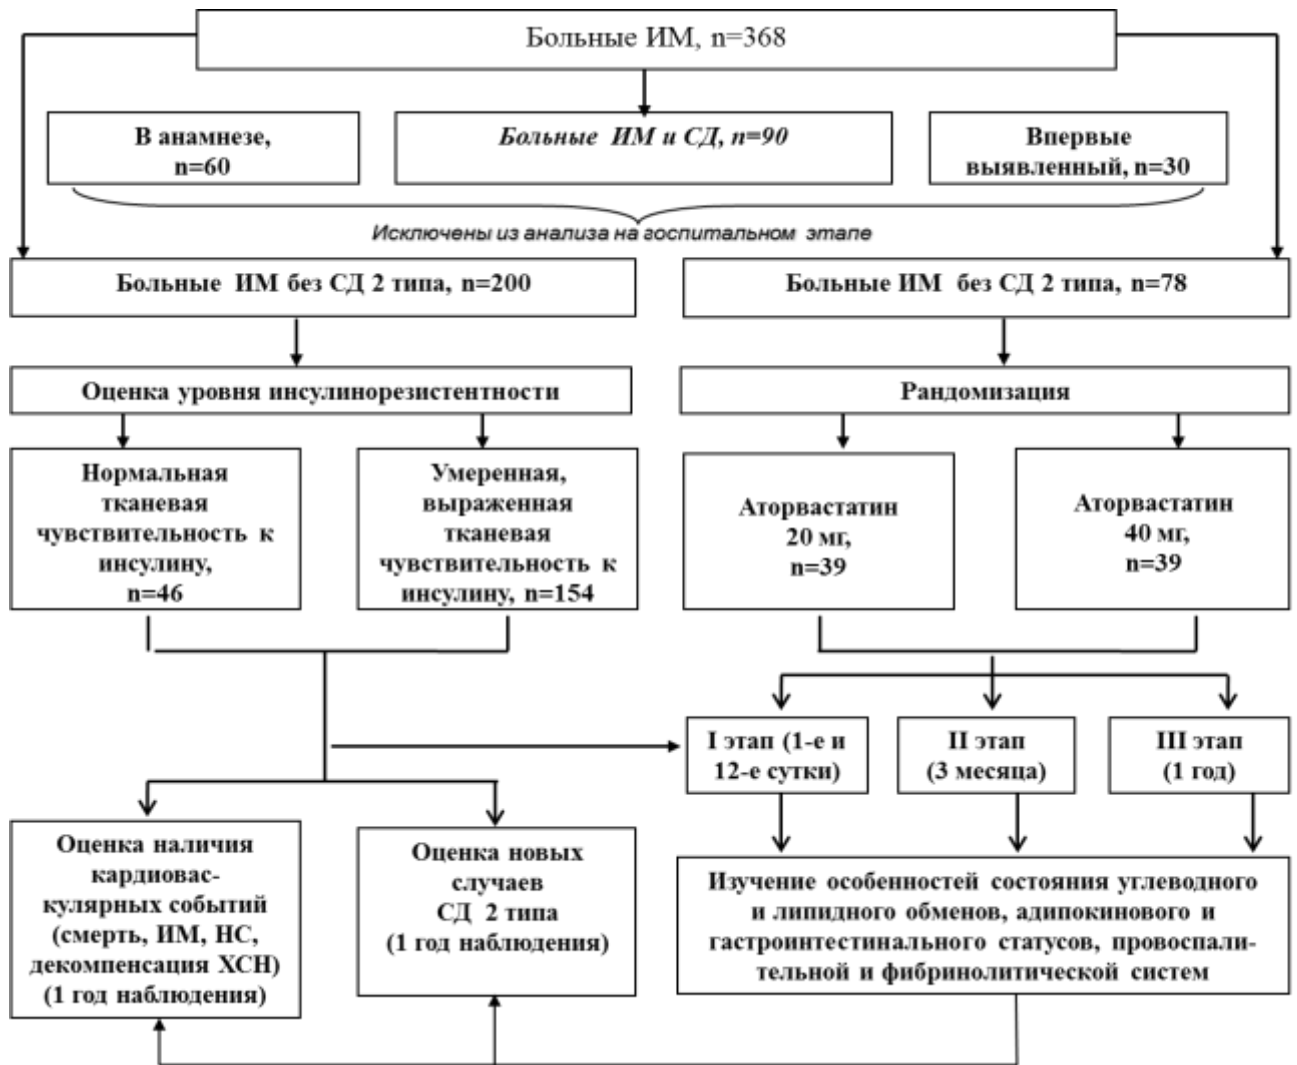 Больные ИМ, n=368
В анамнезе,
n=60
Больные ИМ и СД, n=90
Впервые
выявленный, n=30
Исключены из анализа на госпитальном этапе
Больные ИМ без СД 2 типа, n=200
Больные ИМ без СД 2 типа, n=78
Оценка уровня инсулинорезистентности
Рандомизация
Нормальная
тканевая
чувствительность к
инсулину,
n=46
Умеренная,
выраженная
тканевая
чувствительность к
инсулину, n=154
Аторвастатин
20 мг,
n=39
Аторвастатин
40 мг,
n=39
I этап (1-е и
12-е сутки)
II этап
(3 месяца)
III этап
(1 год)
Оценка наличия
кардиовас-
кулярных событий
(смерть, ИМ, НС,
декомпенсация ХСН)
(1 год наблюдения)
Оценка новых
случаев
СД 2 типа
(1 год наблюдения)
Изучение особенностей состояния углеводного
и липидного обменов, адипокинового и
гастроинтестинального статусов, провоспали-
тельной и фибринолитической систем